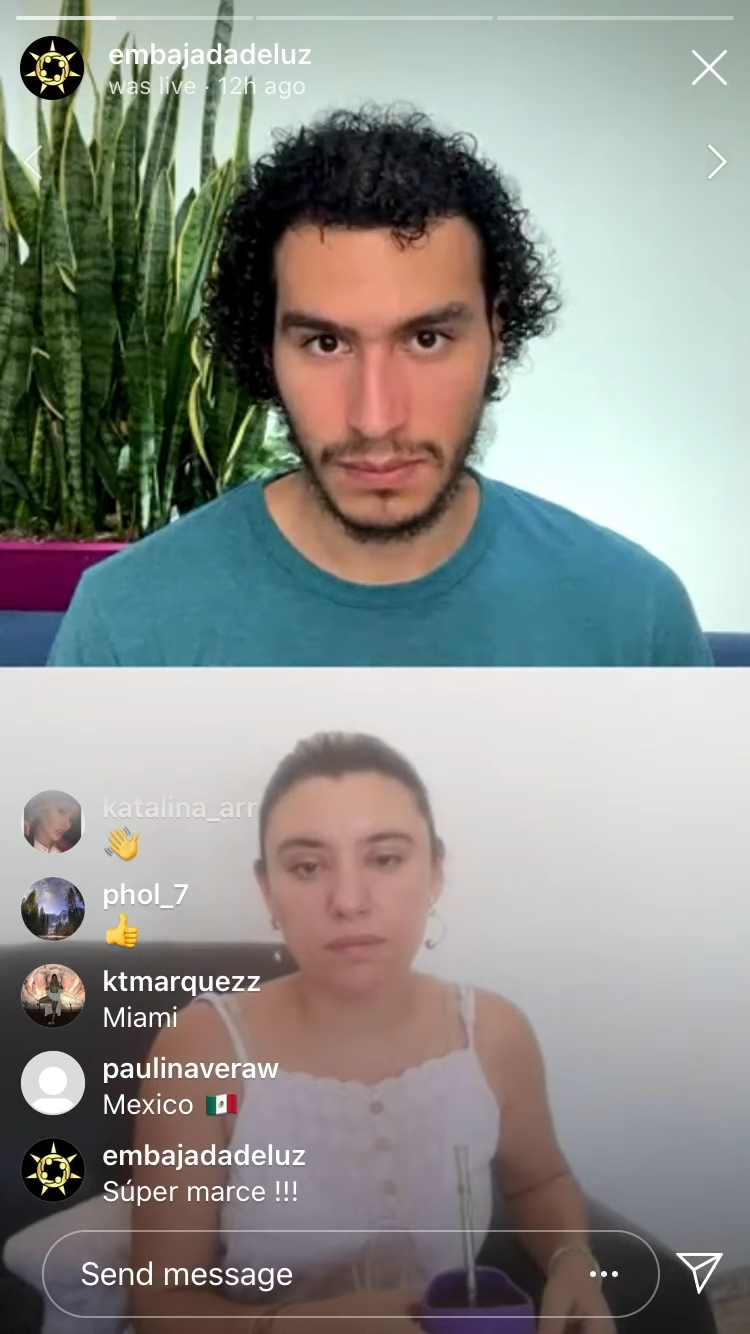 embajadadeluz
was live · 12h ago
katalina_arr
👋
phol_7
👍
ktmarquezz
Miami
paulinaveraw
Mexico 🇲🇽
embajadadeluz
Súper marce !!!
Send message